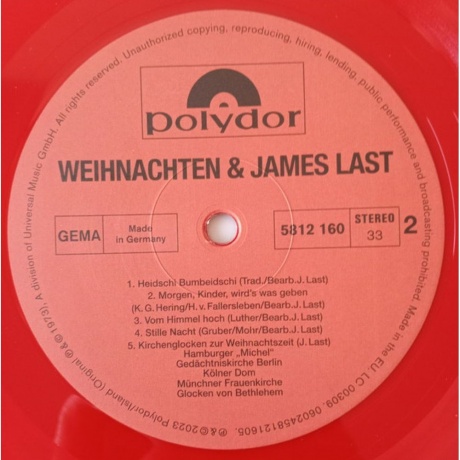 polydor
WEIHNACHTEN & JAMES LAST
GEMA
Made
in Germany
5812 160
STEREO
33
2
1. Heidschi Bumbeidschi (Trad./Bearb.J. Last)
2. Morgen, Kinder, wird's was geben
(K. G. Hering/H. v. Fallersleben/Bearb.J. Last)
3. Vom Himmel hoch (Luther/Bearb.J. Last)
4. Stille Nacht (Gruber/Mohr/Bearb.J. Last)
5. Kirchenglocken zur Weihnachtszeit (J. Last)
Hamburger „Michel"
Gedächtniskirche Berlin
Kölner Dom
Münchner Frauenkirche
Glocken von Bethlehem
℗&©2023 Polydor/Island (Original ℗&©1973), A division of Universal Music GmbH. All rights reserved. Unauthorized copying, reproducing, hiring, lending, public performance and broadcasting prohibited. Made in the EU. LC 00309. 0602458121605.